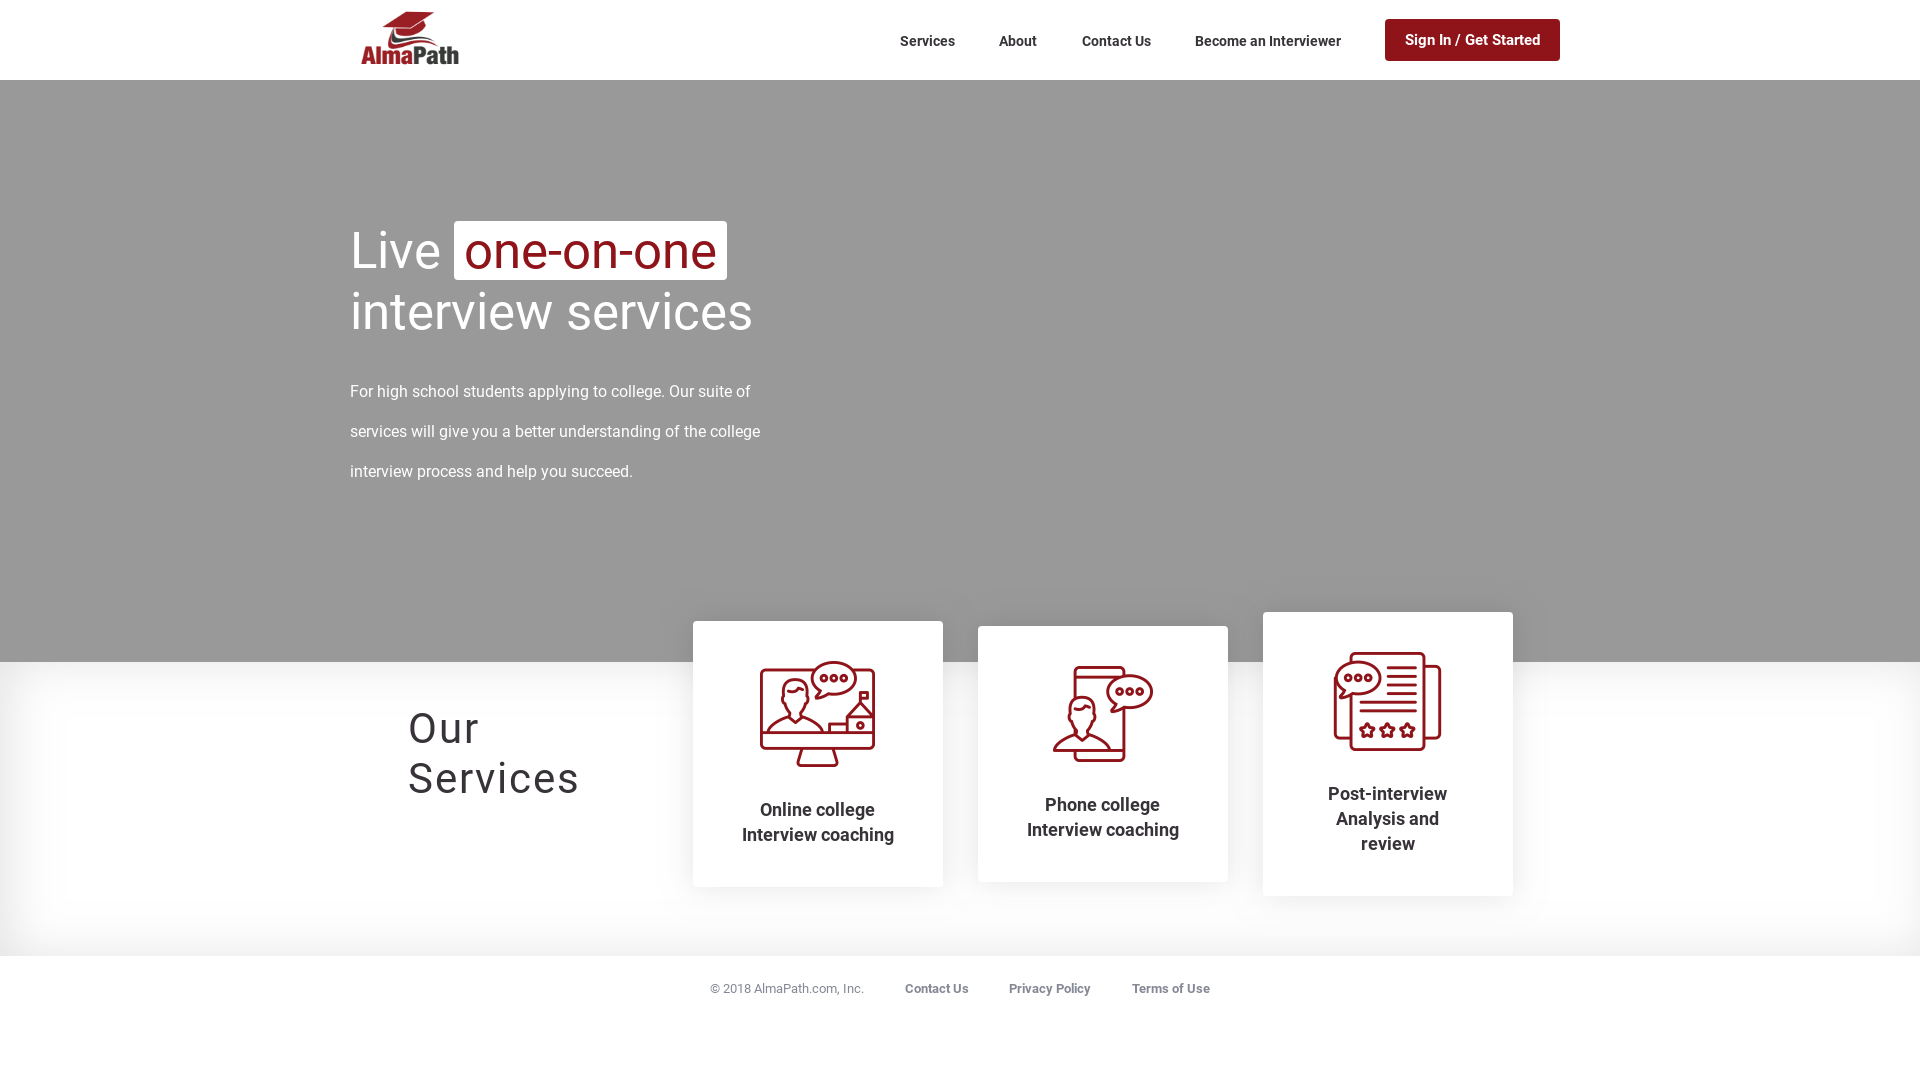 AlmaPath
Services
About
Contact Us
Become an Interviewer
Sign In / Get Started
Live one-on-one
interview services
For high school students applying to college. Our suite of
services will give you a better understanding of the college
interview process and help you succeed.
Our
Services
Online college
Interview coaching
Phone college
Interview coaching
Post-interview
Analysis and
review
© 2018 AlmaPath.com, Inc.
Contact Us
Privacy Policy
Terms of Use